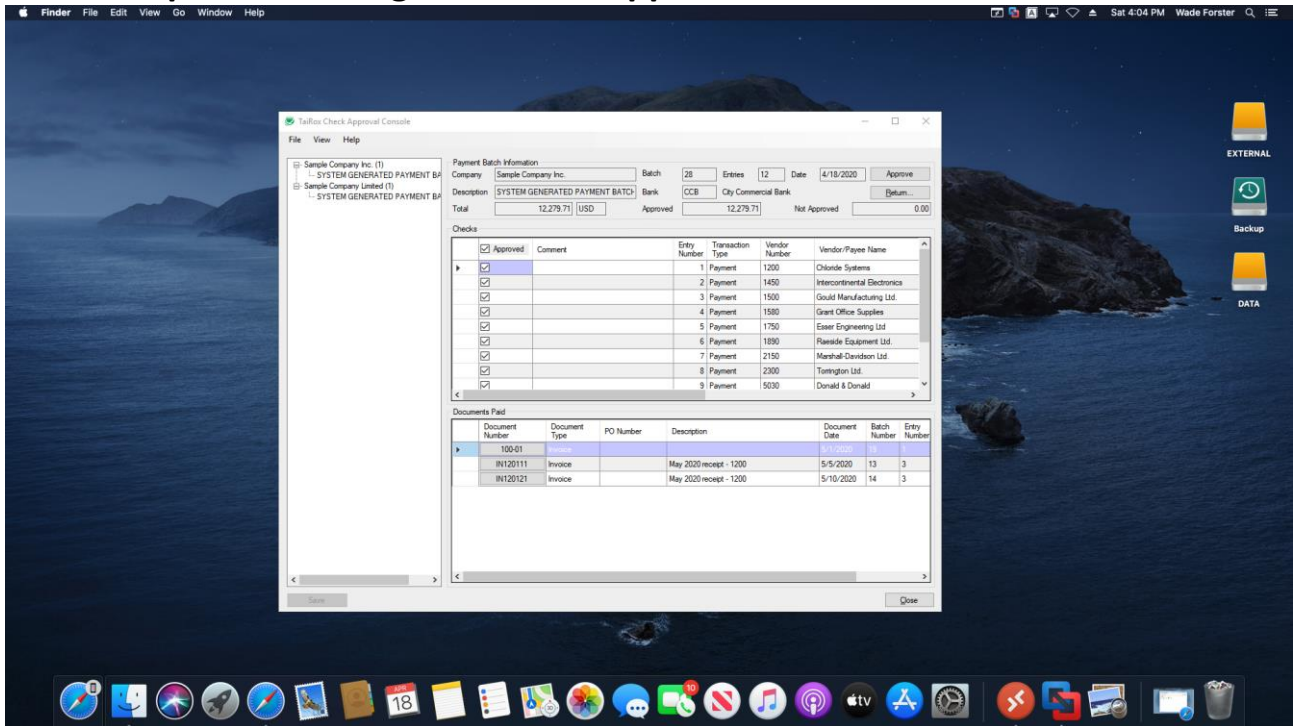 Finder File Edit View Go Window Help Sat 4:04 PM Wade Forster
TaiRox Check Approval Console
File View Help
Sample Company Inc. (1)
SYSTEM GENERATED PAYMENT BA
Sample Company Limited (1)
SYSTEM GENERATED PAYMENT BA
Payment Batch Information
Company Sample Company Inc. Batch 28 Entries 12 Date 4/18/2020 Approve
Description SYSTEM GENERATED PAYMENT BATCH Bank CCB City Commercial Bank Return...
Total 12,279.71 USD Approved 12,279.71 Not Approved 0.00
Checks
Approved Comment Entry Number Transaction Type Vendor Number Vendor/Payee Name
1 Payment 1200 Chloride Systems
2 Payment 1450 Intercontinental Electronics
3 Payment 1500 Gould Manufacturing Ltd.
4 Payment 1580 Grant Office Supplies
5 Payment 1750 Esser Engineering Ltd
6 Payment 1890 Raeside Equipment Ltd.
7 Payment 2150 Marshall-Davidson Ltd.
8 Payment 2300 Torrington Ltd.
9 Payment 5030 Donald & Donald
Documents Paid
Document Number Document Type PO Number Description Document Date Batch Number Entry Number
100-01 Invoice 5/1/2020
IN120111 Invoice May 2020 receipt - 1200 5/5/2020 13 3
IN120121 Invoice May 2020 receipt - 1200 5/10/2020 14 3
Save Close
EXTERNAL
Backup
DATA
APR
18
10
tv